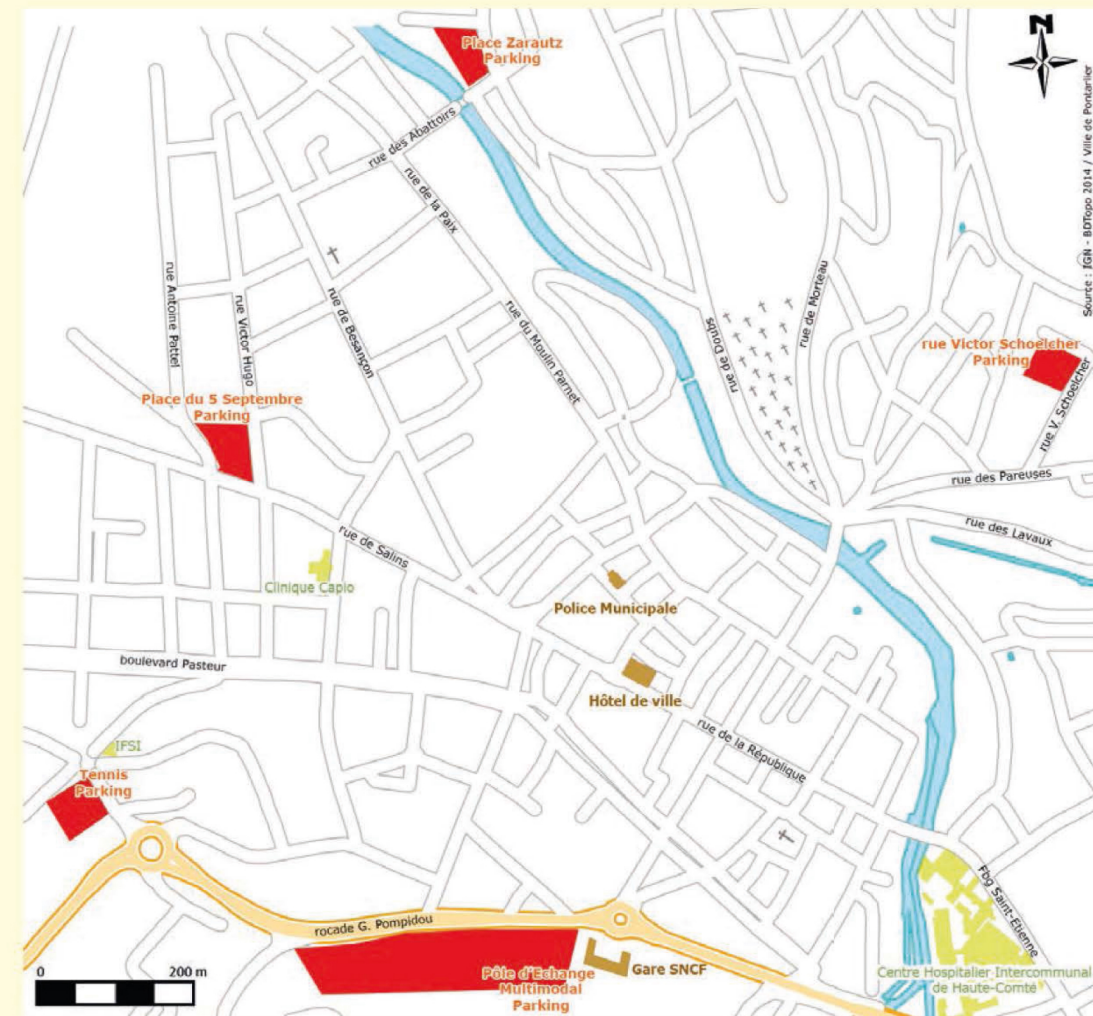 Place Zarautz
Parking
N
Source : IGN - BDTopo 2014 / Ville de Pontarlier
rue des Abattoirs
rue de la Paix
rue Antoine Pattel
rue Victor Hugo
rue de Besançon
rue du Moulin Parnet
rue de Doubs
rue de Morteau
rue Victor Schoelcher
Parking
rue V. Schoelcher
Place du 5 Septembre
Parking
rue des Pareuses
rue des Lavaux
rue de Salins
Clinique Capio
Police Municipale
boulevard Pasteur
Hôtel de ville
rue de la République
IFSI
Tennis
Parking
Fbg Saint-Etienne
rocade G. Pompidou
Gare SNCF
Pôle d'Echange
Multimodal
Parking
Centre Hospitalier Intercommunal
de Haute-Comté
0 200 m